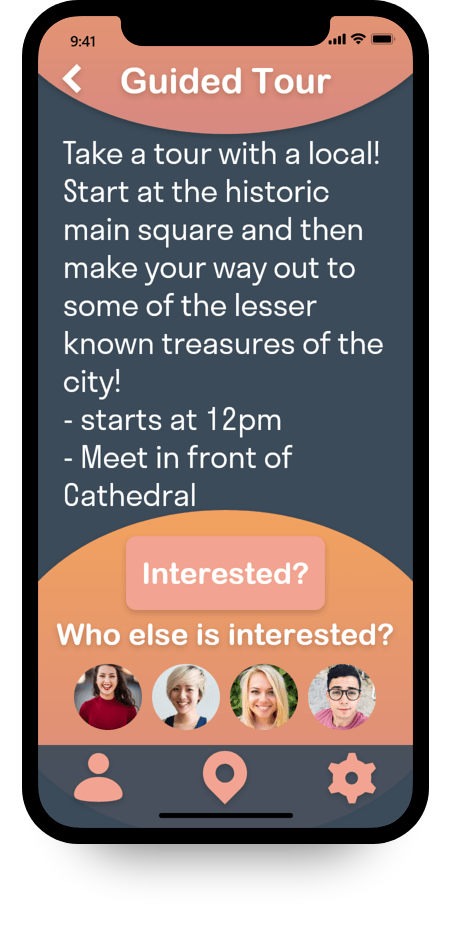 9:41
Guided Tour
Take a tour with a local!
Start at the historic
main square and then
make your way out to
some of the lesser
known treasures of the
city!
- starts at 12pm
- Meet in front of
Cathedral
Interested?
Who else is interested?